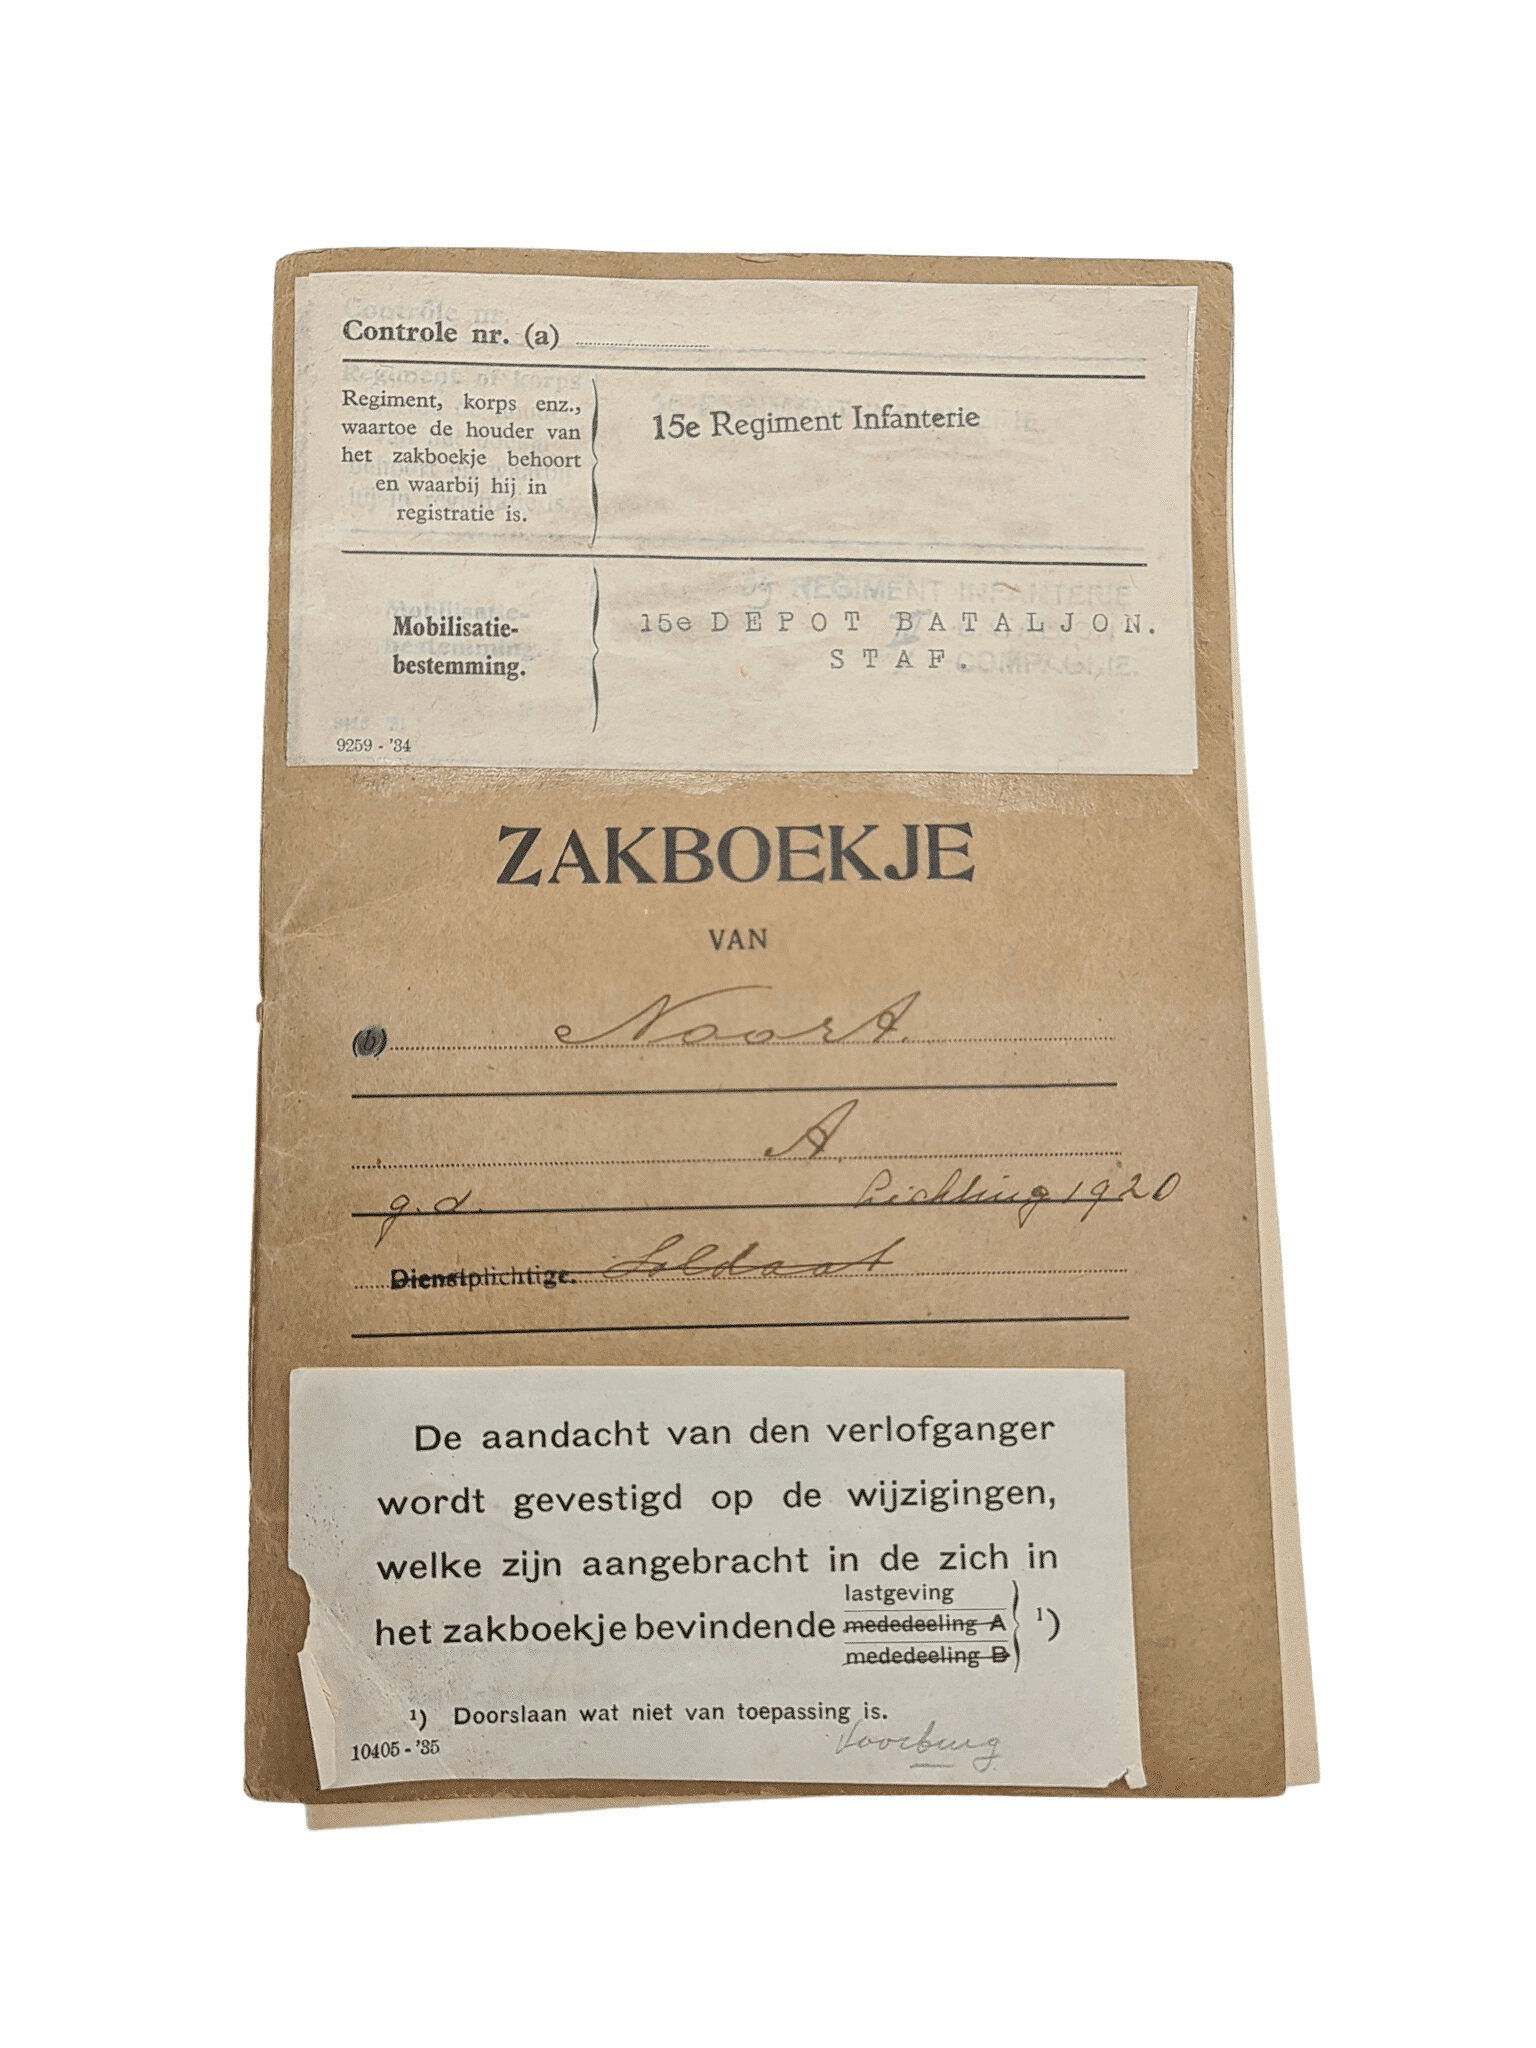 Controle nr. (a)
Regiment, korps enz.,
waartoe de houder van
het zakboekje behoort
en waarbij hij in
registratie is.
15e Regiment Infanterie
Mobilisatie-
bestemming.
15e DEPOT BATALJON.
STAF.
9259 - '34
ZAKBOEKJE
VAN
(b) Noort.
A.
g.d. Lichting 1920
Dienstplichtige. Soldaat
De aandacht van den verlofganger
wordt gevestigd op de wijzigingen,
welke zijn aangebracht in de zich in
het zakboekje bevindende
lastgeving
mededeeling A
mededeeling B
¹)
¹) Doorslaan wat niet van toepassing is.
10405 - '35
Voorburg